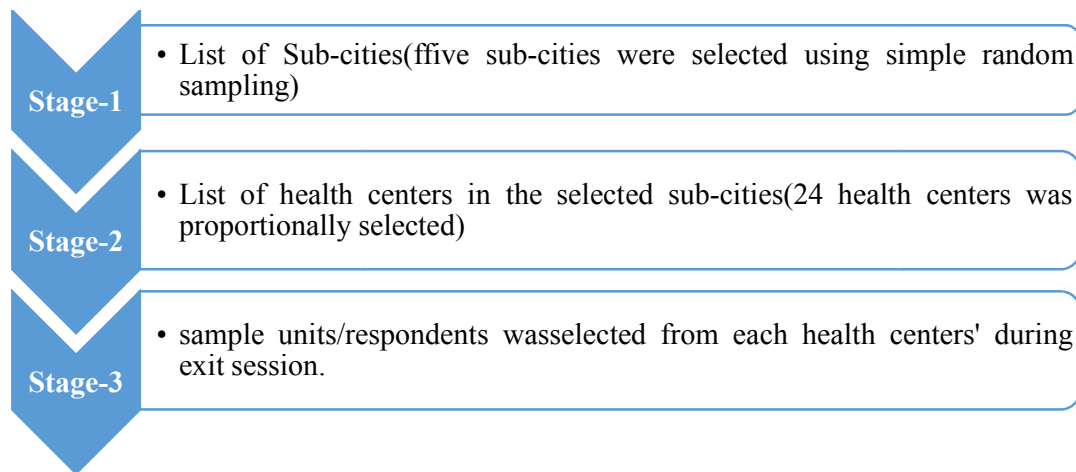 Stage-1
• List of Sub-cities(ffive sub-cities were selected using simple random
sampling)
Stage-2
• List of health centers in the selected sub-cities(24 health centers was
proportionally selected)
Stage-3
• sample units/respondents wasselected from each health centers' during
exit session.